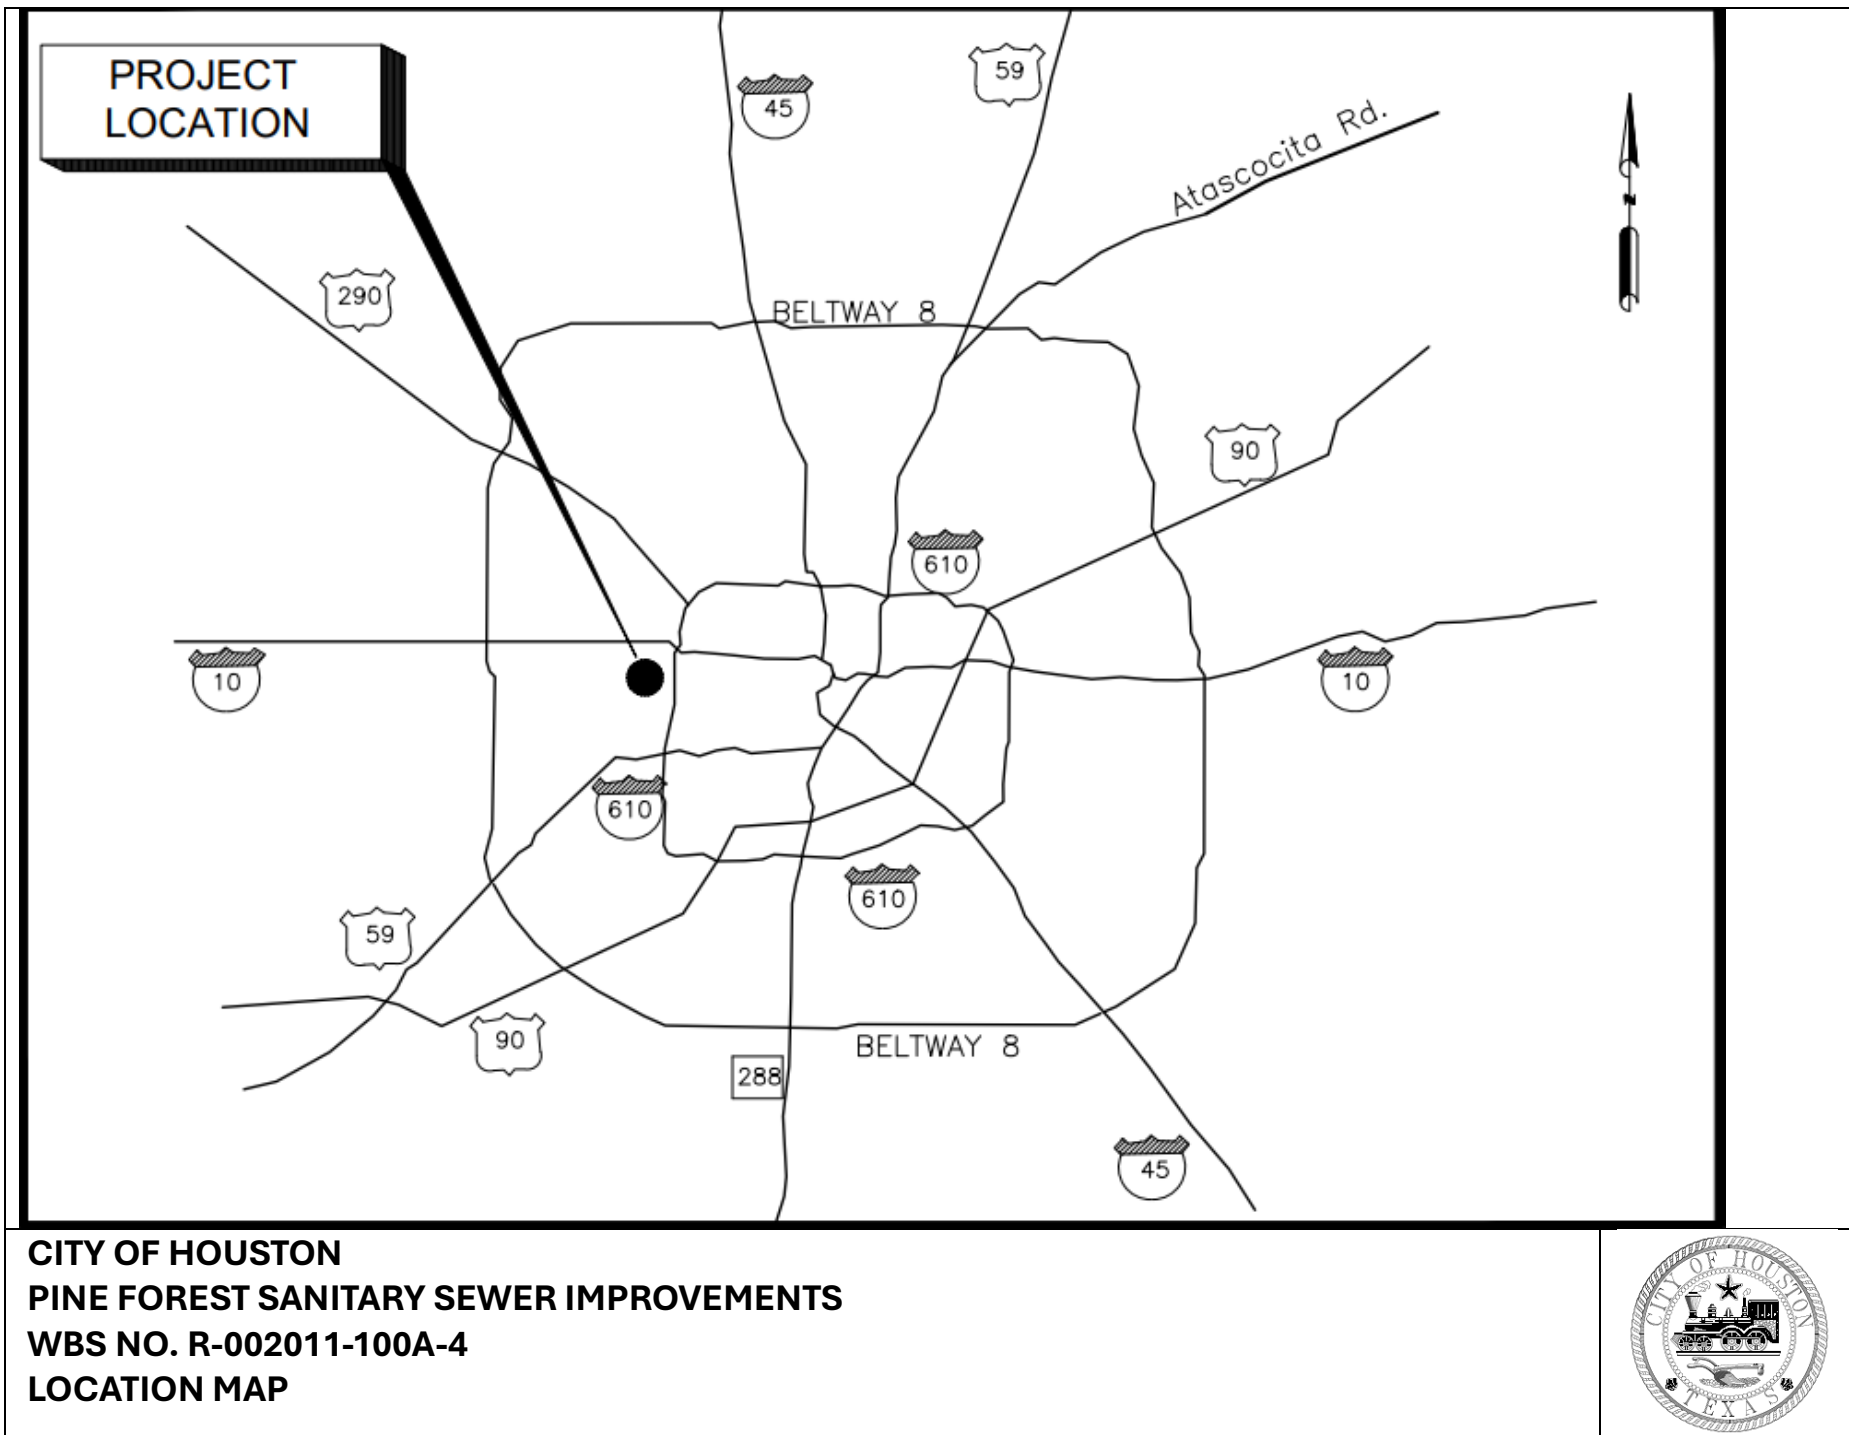 PROJECT
LOCATION
45
59
Atascocita Rd.
N
290
BELTWAY 8
90
610
10
10
610
610
59
90
BELTWAY 8
288
45
CITY OF HOUSTON
PINE FOREST SANITARY SEWER IMPROVEMENTS
WBS NO. R-002011-100A-4
LOCATION MAP
CITY OF HOUSTON
TEXAS